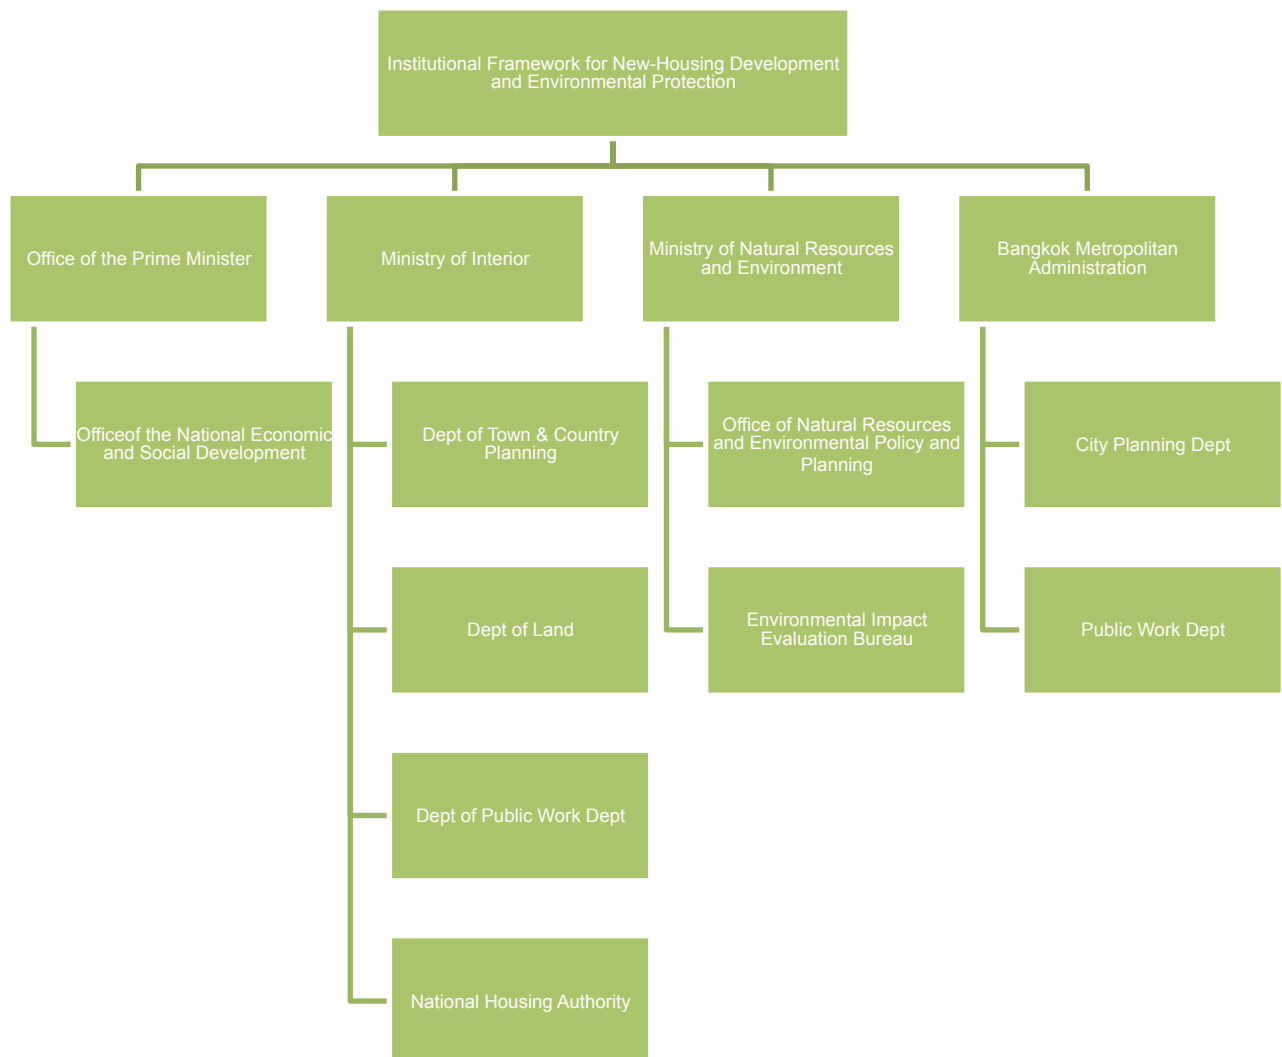 Institutional Framework for New-Housing Development
and Environmental Protection
Office of the Prime Minister
Ministry of Interior
Ministry of Natural Resources
and Environment
Bangkok Metropolitan
Administration
Officeof the National Economic
and Social Development
Dept of Town & Country
Planning
Office of Natural Resources
and Environmental Policy and
Planning
City Planning Dept
Dept of Land
Environmental Impact
Evaluation Bureau
Public Work Dept
Dept of Public Work Dept
National Housing Authority